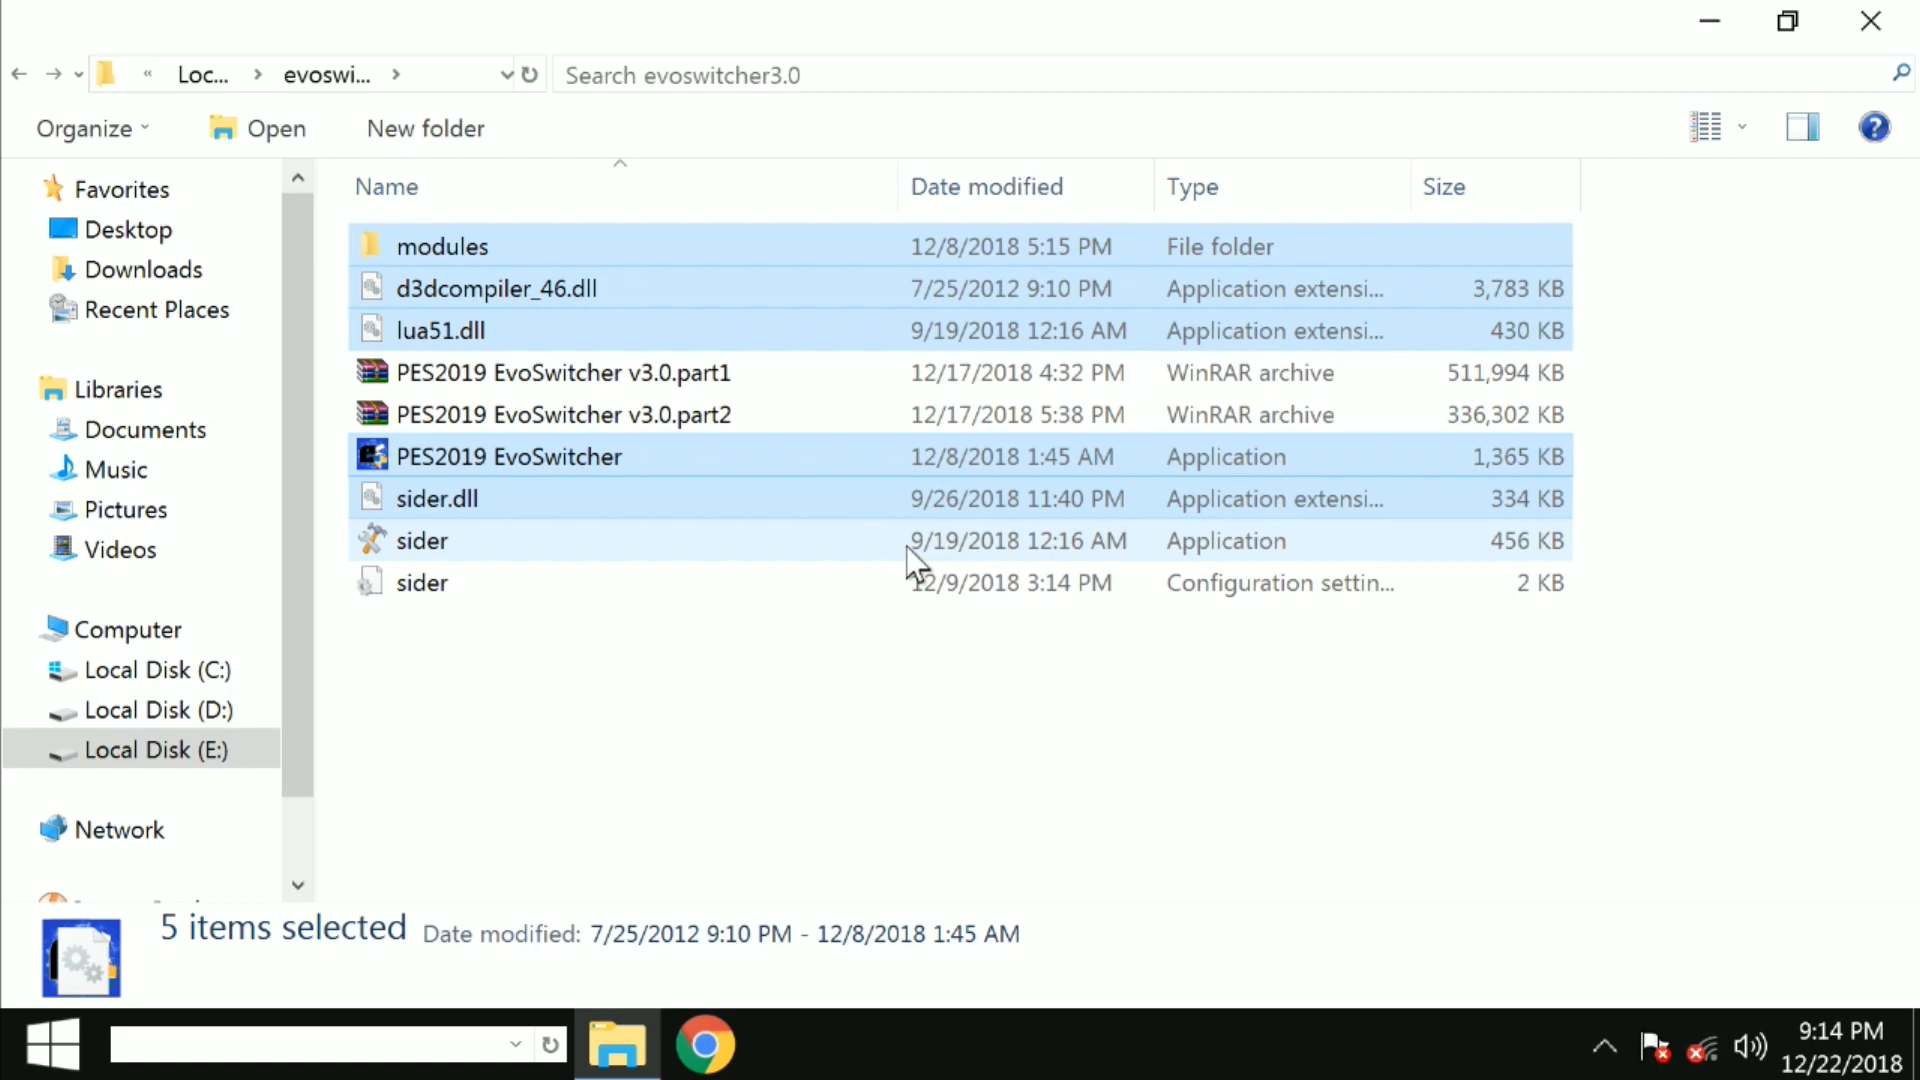 « Loc... › evoswi... › Search evoswitcher3.0
Organize Open New folder
Favorites
Desktop
Downloads
Recent Places
Libraries
Documents
Music
Pictures
Videos
Computer
Local Disk (C:)
Local Disk (D:)
Local Disk (E:)
Network
Name Date modified Type Size
modules 12/8/2018 5:15 PM File folder
d3dcompiler_46.dll 7/25/2012 9:10 PM Application extensi... 3,783 KB
lua51.dll 9/19/2018 12:16 AM Application extensi... 430 KB
PES2019 EvoSwitcher v3.0.part1 12/17/2018 4:32 PM WinRAR archive 511,994 KB
PES2019 EvoSwitcher v3.0.part2 12/17/2018 5:38 PM WinRAR archive 336,302 KB
PES2019 EvoSwitcher 12/8/2018 1:45 AM Application 1,365 KB
sider.dll 9/26/2018 11:40 PM Application extensi... 334 KB
sider 9/19/2018 12:16 AM Application 456 KB
sider 12/9/2018 3:14 PM Configuration settin... 2 KB
5 items selected Date modified: 7/25/2012 9:10 PM - 12/8/2018 1:45 AM
9:14 PM
12/22/2018